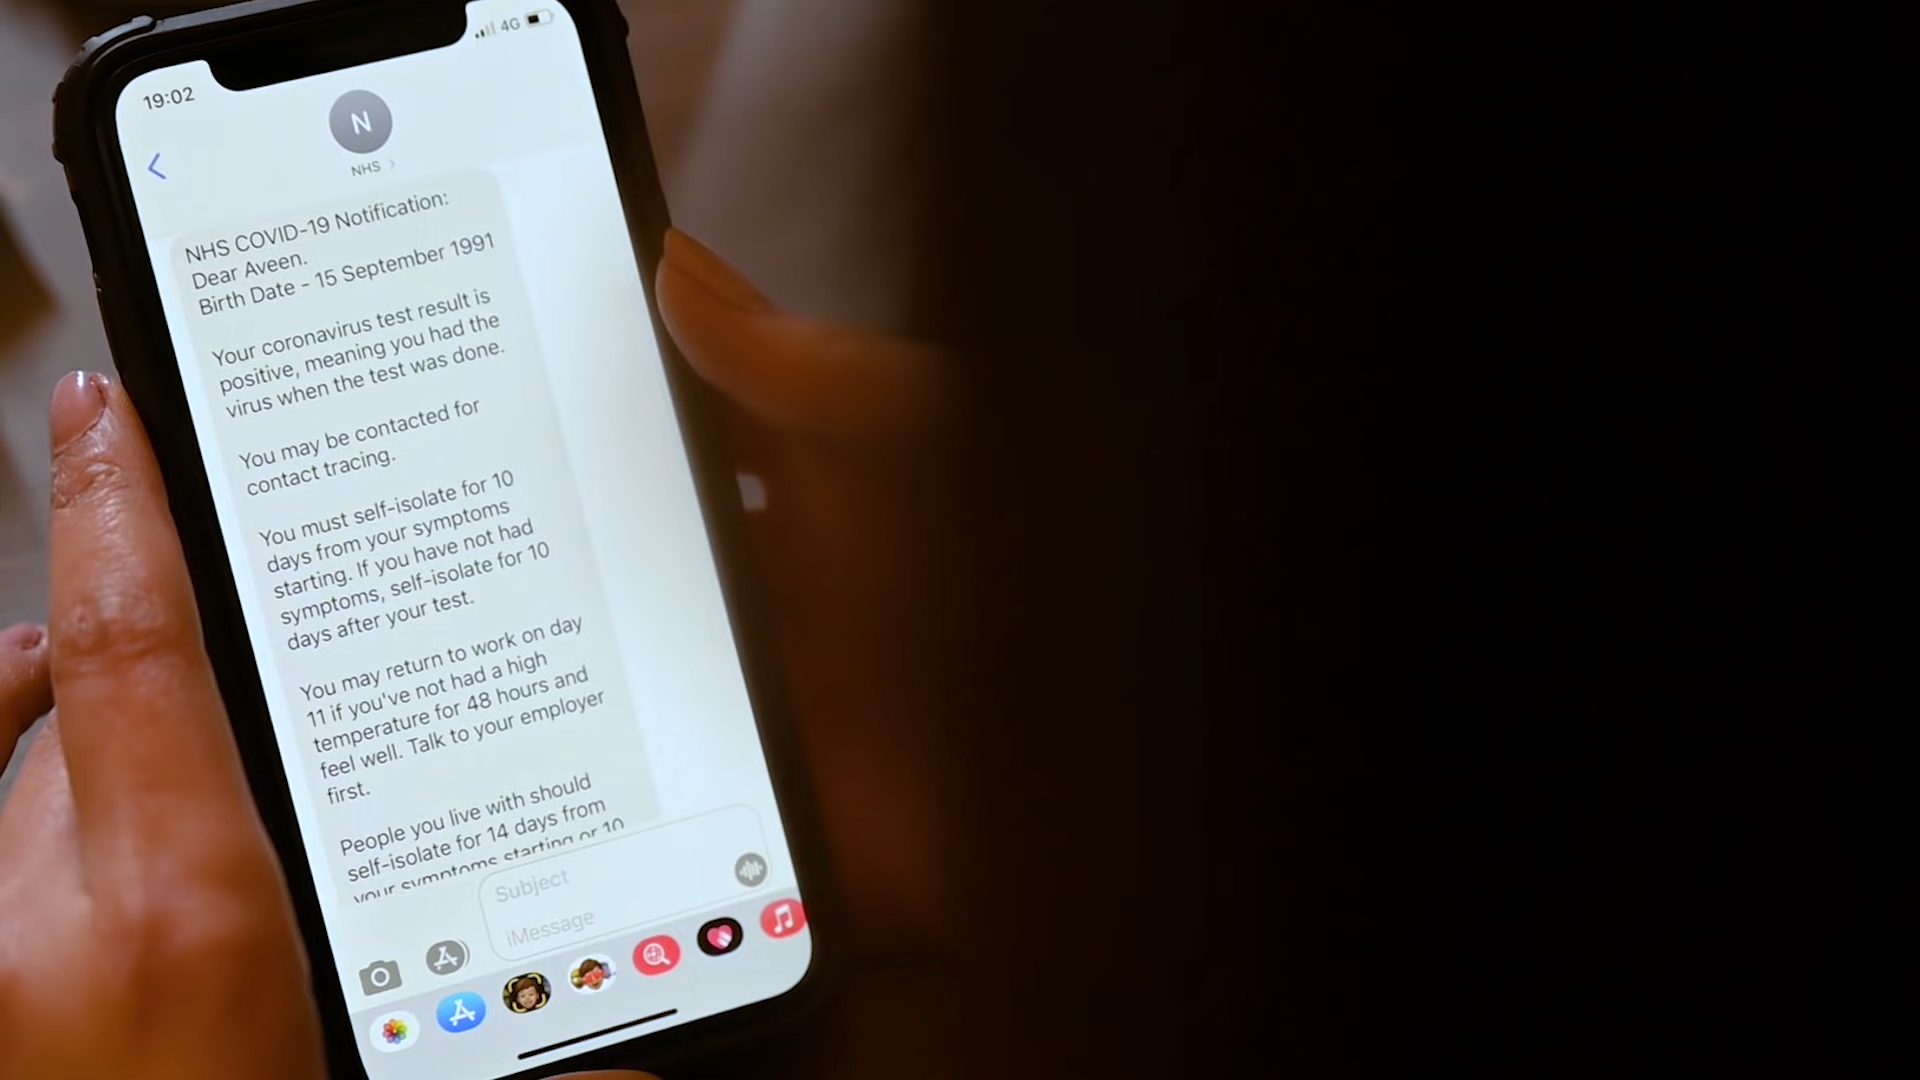 4G
19:02
N
NHS
NHS COVID-19 Notification:
Dear Aveen.
Birth Date - 15 September 1991
Your coronavirus test result is
positive, meaning you had the
virus when the test was done.
You may be contacted for
contact tracing.
You must self-isolate for 10
days from your symptoms
starting. If you have not had
symptoms, self-isolate for 10
days after your test.
You may return to work on day
11 if you've not had a high
temperature for 48 hours and
feel well. Talk to your employer
first.
People you live with should
self-isolate for 14 days from
your symptoms starting or 10
Subject
iMessage